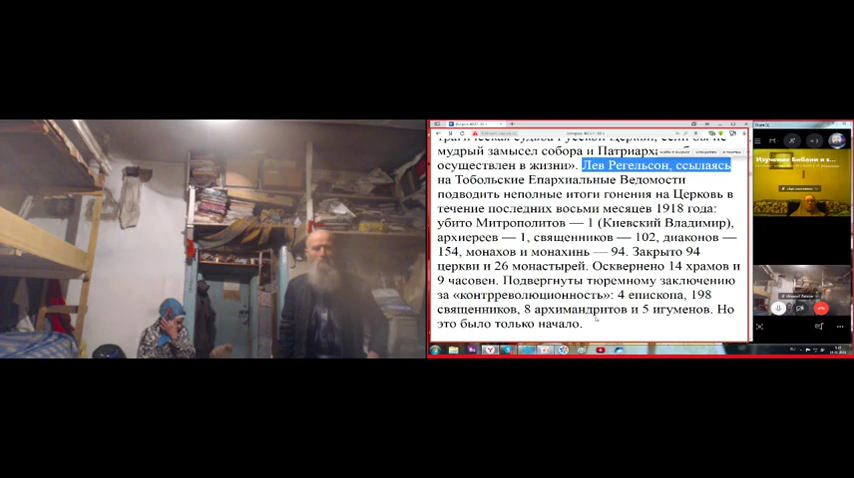 мудрый замысел собора и Патриарх
осуществлен в жизни». Лев Регельсон, ссылаясь
на Тобольские Епархиальные Ведомости
подводить неполные итоги гонения на Церковь в
течение последних восьми месяцев 1918 года:
убито Митрополитов — 1 (Киевский Владимир),
архиереев — 1, священников — 102, диаконов —
154, монахов и монахинь — 94. Закрыто 94
церкви и 26 монастырей. Осквернено 14 храмов и
9 часовен. Подвергнуты тюремному заключению
за «контрреволюционность»: 4 епископа, 198
священников, 8 архимандритов и 5 игуменов. Но
это было только начало.
Изучение Библии и к...